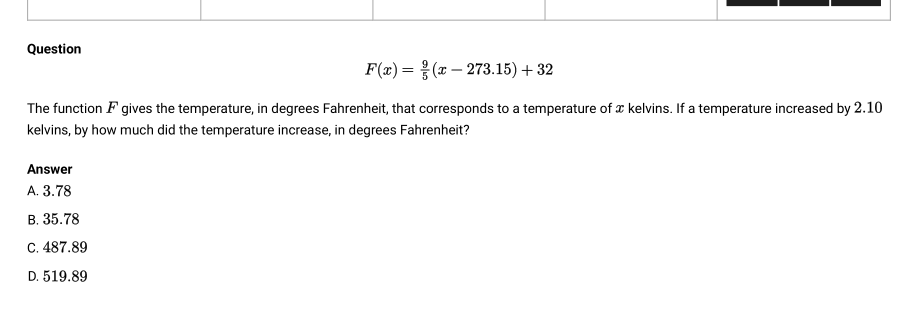 Question
F(x) = 9/5 (x − 273.15) + 32
The function F gives the temperature, in degrees Fahrenheit, that corresponds to a temperature of x kelvins. If a temperature increased by 2.10
kelvins, by how much did the temperature increase, in degrees Fahrenheit?
Answer
A. 3.78
B. 35.78
C. 487.89
D. 519.89